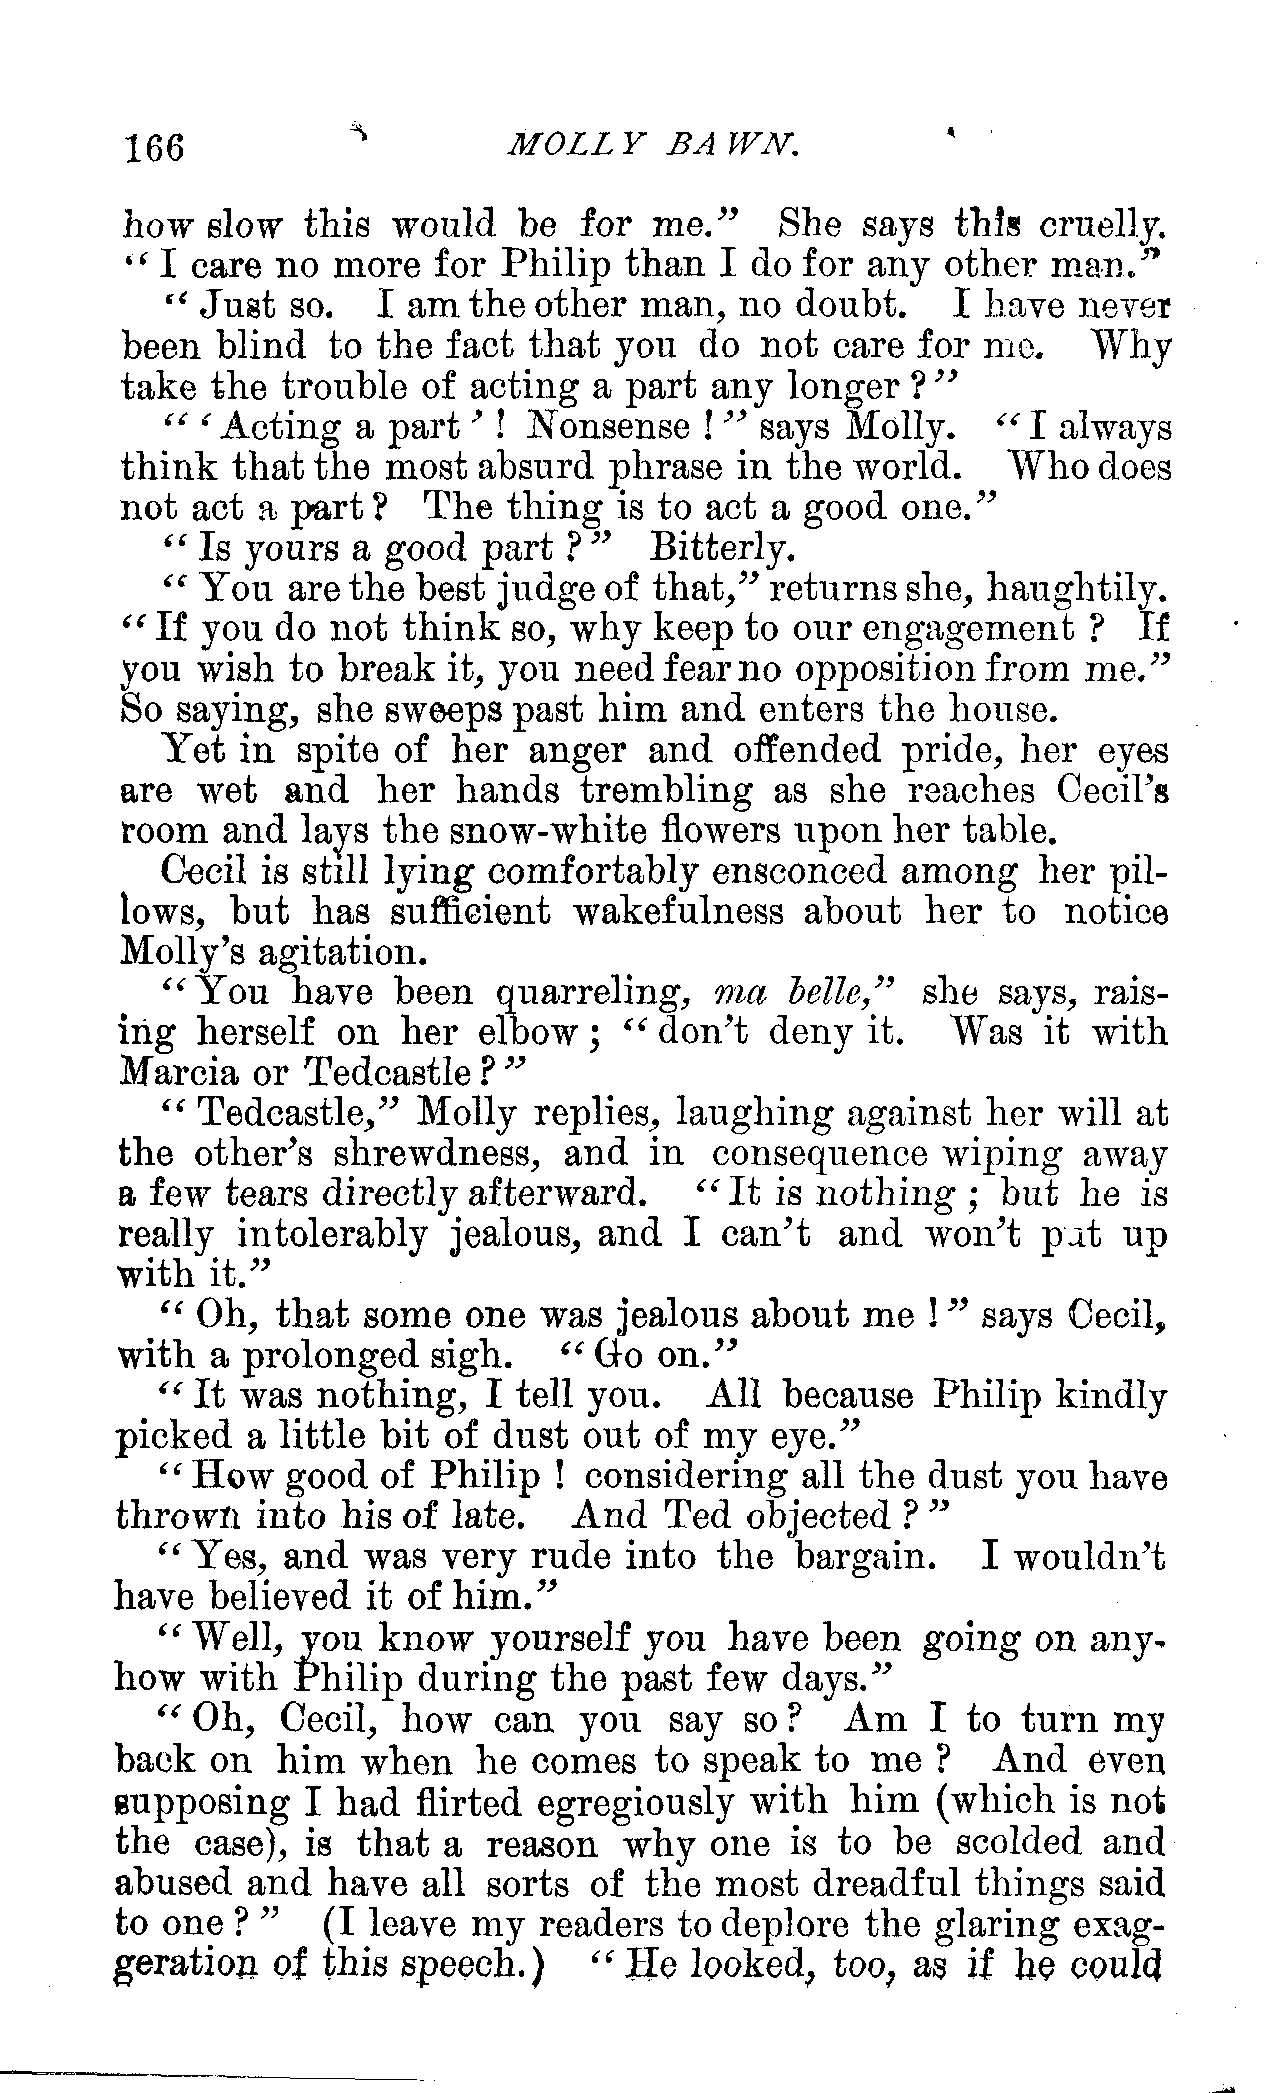 166 MOLLY BAWN.
how slow this would be for me." She says this cruelly.
"I care no more for Philip than I do for any other man."
"Just so. I am the other man, no doubt. I have never
been blind to the fact that you do not care for me. Why
take the trouble of acting a part any longer?"
"'Acting a part'! Nonsense!" says Molly. "I always
think that the most absurd phrase in the world. Who does
not act a part? The thing is to act a good one."
"Is yours a good part?" Bitterly.
"You are the best judge of that," returns she, haughtily.
"If you do not think so, why keep to our engagement? If
you wish to break it, you need fear no opposition from me."
So saying, she sweeps past him and enters the house.
Yet in spite of her anger and offended pride, her eyes
are wet and her hands trembling as she reaches Cecil's
room and lays the snow-white flowers upon her table.
Cecil is still lying comfortably ensconced among her pil-
lows, but has sufficient wakefulness about her to notice
Molly's agitation.
"You have been quarreling, ma belle," she says, rais-
ing herself on her elbow; "don't deny it. Was it with
Marcia or Tedcastle?"
"Tedcastle," Molly replies, laughing against her will at
the other's shrewdness, and in consequence wiping away
a few tears directly afterward. "It is nothing; but he is
really intolerably jealous, and I can't and won't put up
with it."
"Oh, that some one was jealous about me!" says Cecil,
with a prolonged sigh. "Go on."
"It was nothing, I tell you. All because Philip kindly
picked a little bit of dust out of my eye."
"How good of Philip! considering all the dust you have
thrown into his of late. And Ted objected?"
"Yes, and was very rude into the bargain. I wouldn't
have believed it of him."
"Well, you know yourself you have been going on any-
how with Philip during the past few days."
"Oh, Cecil, how can you say so? Am I to turn my
back on him when he comes to speak to me? And even
supposing I had flirted egregiously with him (which is not
the case), is that a reason why one is to be scolded and
abused and have all sorts of the most dreadful things said
to one?" (I leave my readers to deplore the glaring exag-
geration of this speech.) "He looked, too, as if he could